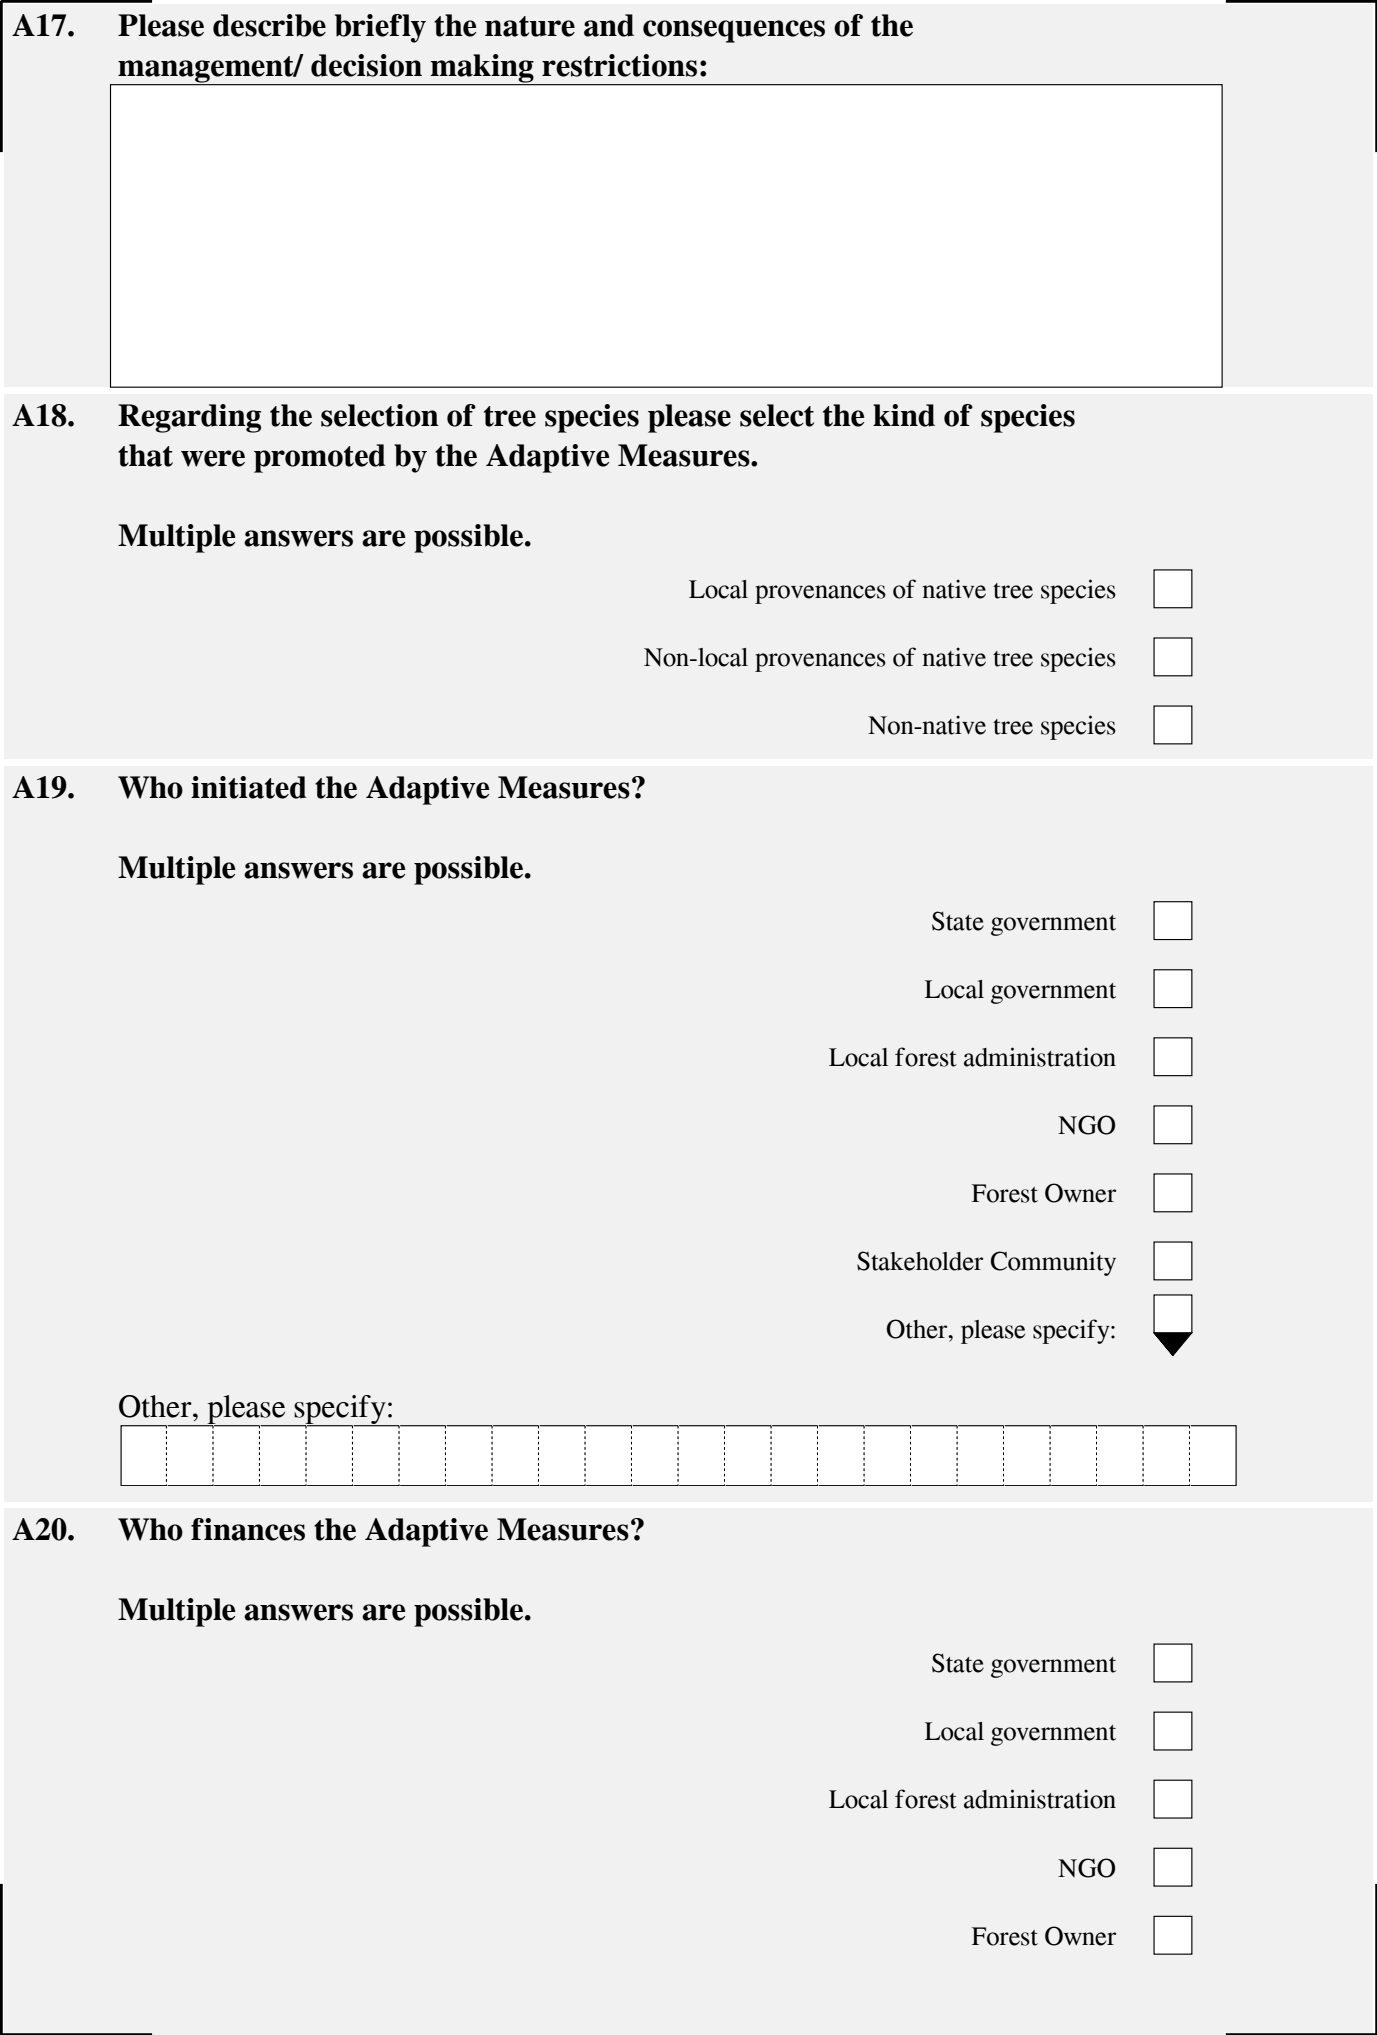 A17. Please describe briefly the nature and consequences of the
management/ decision making restrictions:
A18. Regarding the selection of tree species please select the kind of species
that were promoted by the Adaptive Measures.
Multiple answers are possible.
Local provenances of native tree species
Non-local provenances of native tree species
Non-native tree species
A19. Who initiated the Adaptive Measures?
Multiple answers are possible.
State government
Local government
Local forest administration
NGO
Forest Owner
Stakeholder Community
Other, please specify:
Other, please specify:
A20. Who finances the Adaptive Measures?
Multiple answers are possible.
State government
Local government
Local forest administration
NGO
Forest Owner